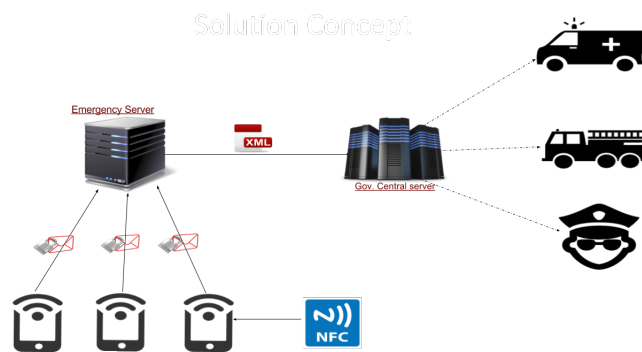 Solution Concept
Emergency Server
XML
Gov. Central server
N
NFC